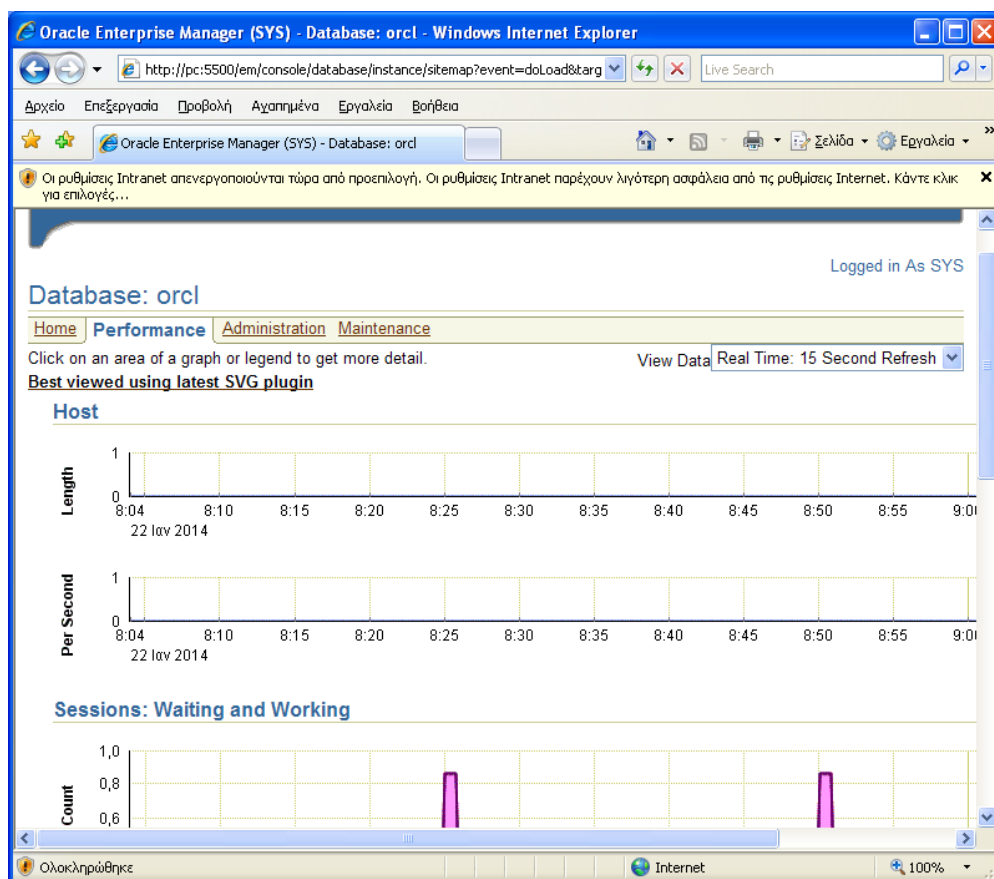 Oracle Enterprise Manager (SYS) - Database: orcl - Windows Internet Explorer
http://pc:5500/em/console/database/instance/sitemap?event=doLoad&targ
Live Search
Αρχείο Επεξεργασία Προβολή Αγαπημένα Εργαλεία Βοήθεια
Oracle Enterprise Manager (SYS) - Database: orcl
Σελίδα Εργαλεία
Οι ρυθμίσεις Intranet απενεργοποιούνται τώρα από προεπιλογή. Οι ρυθμίσεις Intranet παρέχουν λιγότερη ασφάλεια από τις ρυθμίσεις Internet. Κάντε κλικ
για επιλογές...
Logged in As SYS
Database: orcl
Home Performance Administration Maintenance
Click on an area of a graph or legend to get more detail.
View Data Real Time: 15 Second Refresh
Best viewed using latest SVG plugin
Host
Length
1
0
8:04 8:10 8:15 8:20 8:25 8:30 8:35 8:40 8:45 8:50 8:55
22 Ιαν 2014
Per Second
1
0
8:04 8:10 8:15 8:20 8:25 8:30 8:35 8:40 8:45 8:50 8:55
22 Ιαν 2014
Sessions: Waiting and Working
Count
1,0
0,8
0,6
Ολοκληρώθηκε
Internet
100%